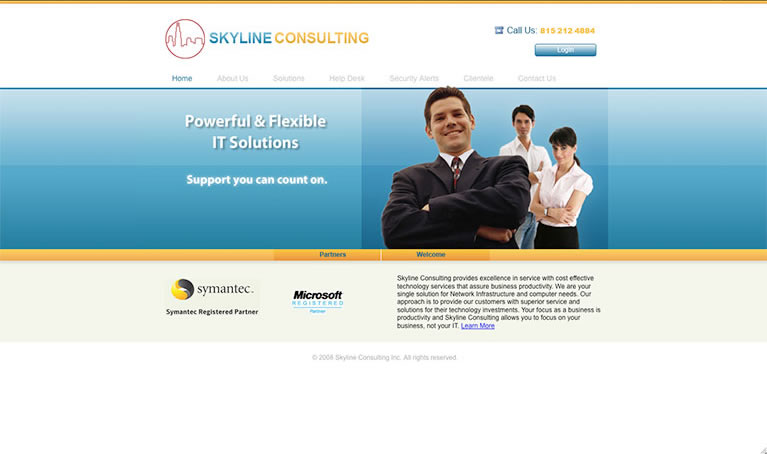 SKYLINE CONSULTING
Call Us: 815 212 4884
Login
Home About Us Solutions Help Desk Security Alerts Clientele Contact Us
Powerful & Flexible
IT Solutions
Support you can count on.
Partners Welcome
symantec.
Symantec Registered Partner
Microsoft
REGISTERED
Partner
Skyline Consulting provides excellence in service with cost effective
technology services that assure business productivity. We are your
single solution for Network Infrastructure and computer needs. Our
approach is to provide our customers with superior service and
solutions for their technology investments. Your focus as a business is
productivity and Skyline Consulting allows you to focus on your
business, not your IT. Learn More
© 2008 Skyline Consulting Inc. All rights reserved.